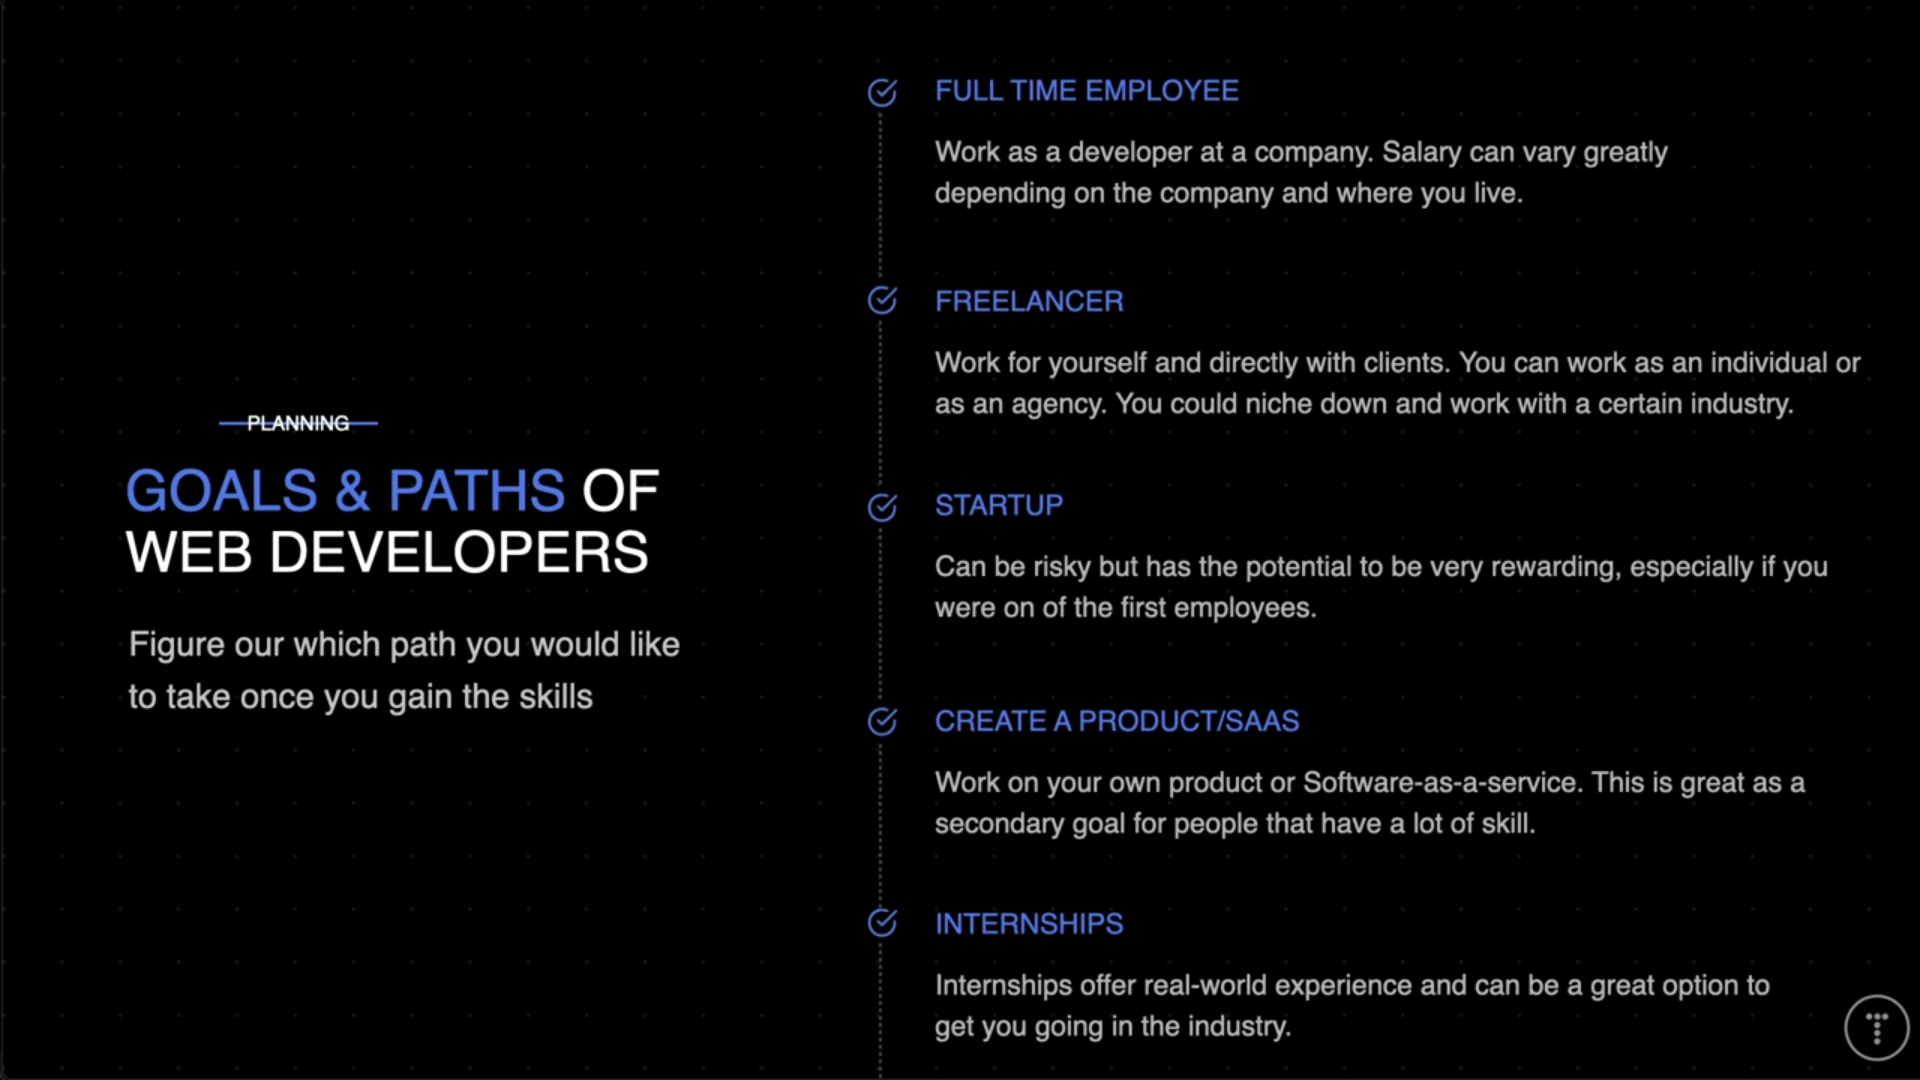 PLANNING
GOALS & PATHS OF
WEB DEVELOPERS
Figure our which path you would like
to take once you gain the skills
FULL TIME EMPLOYEE
Work as a developer at a company. Salary can vary greatly
depending on the company and where you live.
FREELANCER
Work for yourself and directly with clients. You can work as an individual or
as an agency. You could niche down and work with a certain industry.
STARTUP
Can be risky but has the potential to be very rewarding, especially if you
were on of the first employees.
CREATE A PRODUCT/SAAS
Work on your own product or Software-as-a-service. This is great as a
secondary goal for people that have a lot of skill.
INTERNSHIPS
Internships offer real-world experience and can be a great option to
get you going in the industry.
T